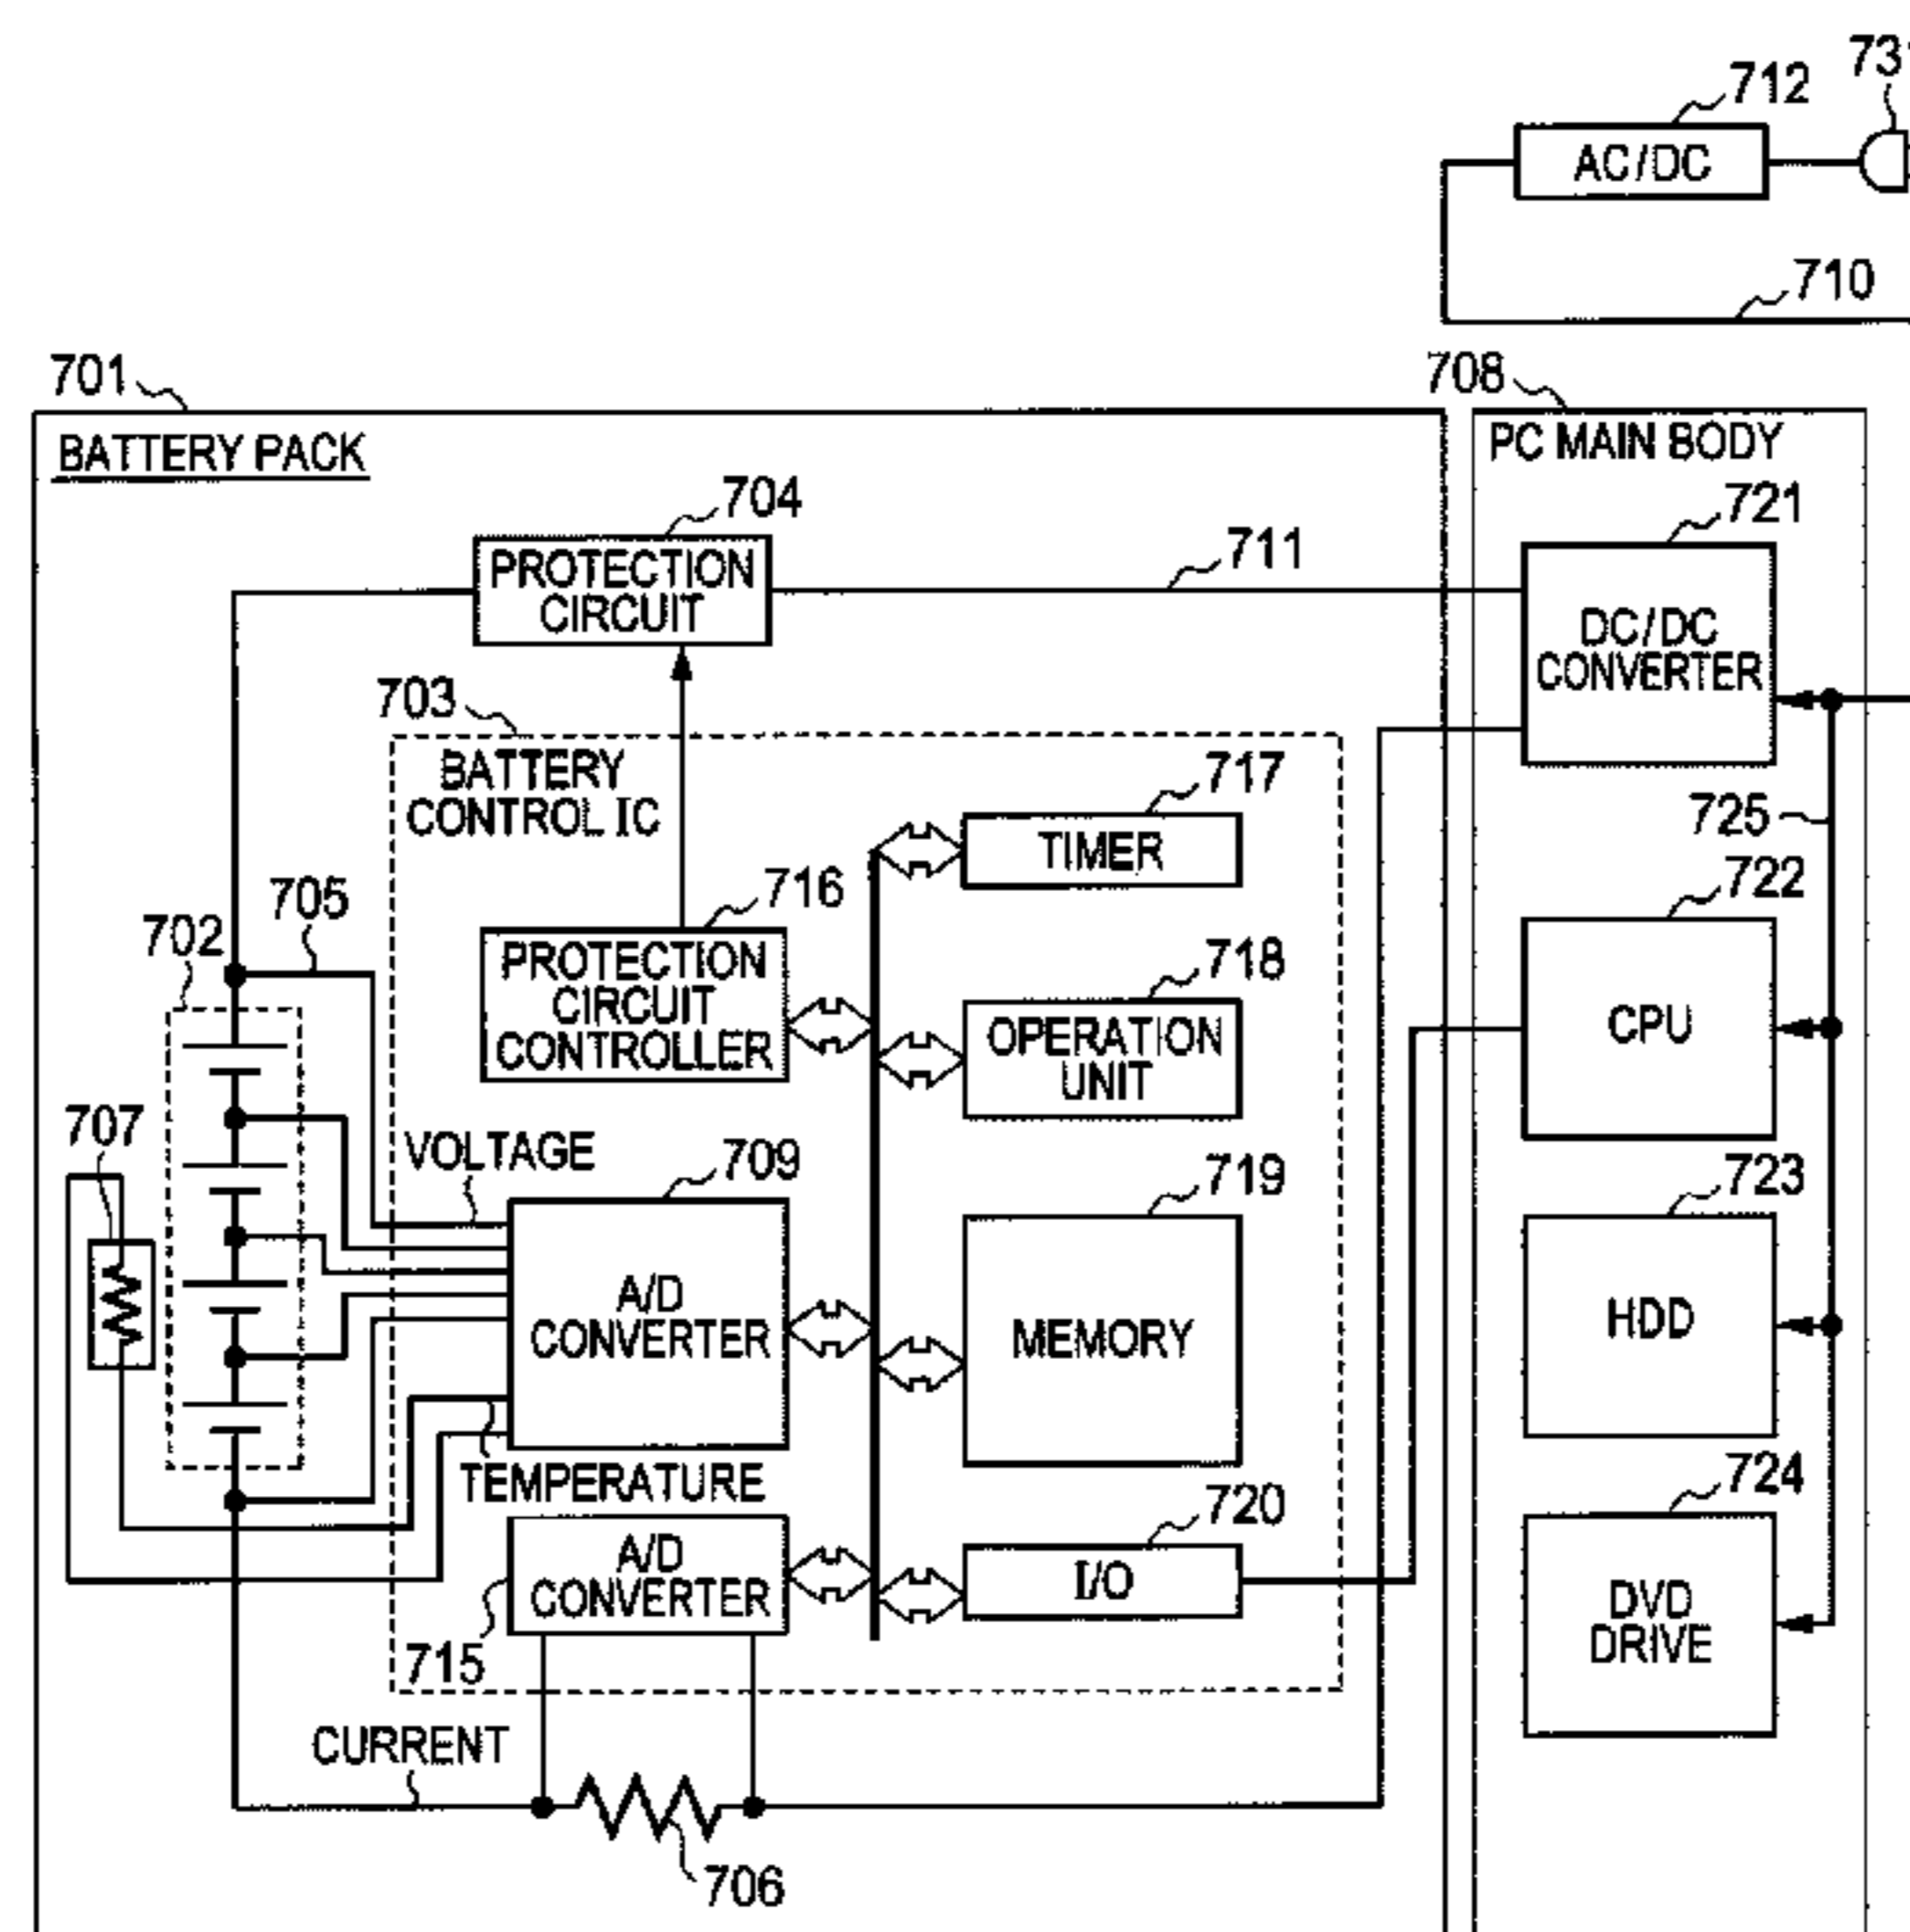 712
731
AC/DC
710
701
708
BATTERY PACK
PC MAIN BODY
704
721
PROTECTION
CIRCUIT
711
DC/DC
CONVERTER
703
BATTERY
CONTROL IC
717
TIMER
725
722
705
716
702
PROTECTION
CIRCUIT
CONTROLLER
718
OPERATION
UNIT
CPU
707
VOLTAGE
709
719
723
A/D
CONVERTER
MEMORY
HDD
TEMPERATURE
720
724
A/D
CONVERTER
I/O
DVD
DRIVE
715
CURRENT
706